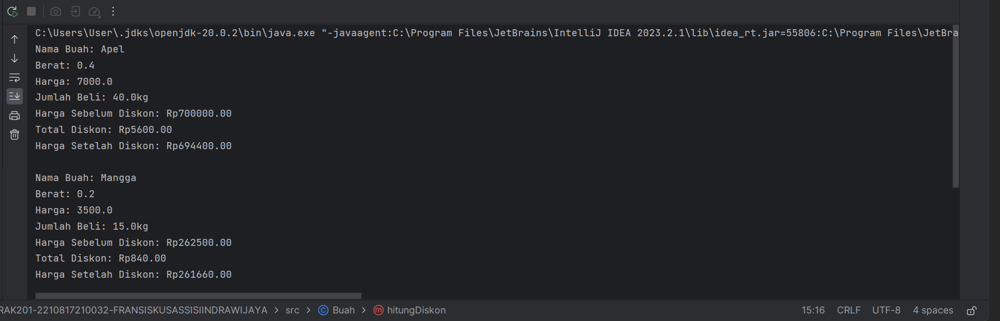 C:\Users\User\.jdks\openjdk-20.0.2\bin\java.exe "-javaagent:C:\Program Files\JetBrains\IntelliJ IDEA 2023.2.1\lib\idea_rt.jar=55806:C:\Program Files\JetBra
Nama Buah: Apel
Berat: 0.4
Harga: 7000.0
Jumlah Beli: 40.0kg
Harga Sebelum Diskon: Rp700000.00
Total Diskon: Rp5600.00
Harga Setelah Diskon: Rp694400.00
Nama Buah: Mangga
Berat: 0.2
Harga: 3500.0
Jumlah Beli: 15.0kg
Harga Sebelum Diskon: Rp262500.00
Total Diskon: Rp840.00
Harga Setelah Diskon: Rp261660.00
RAK201-2210817210032-FRANSISKUSASSISIINDRAWIJAYA > src > Buah > hitungDiskon 15:16 CRLF UTF-8 4 spaces